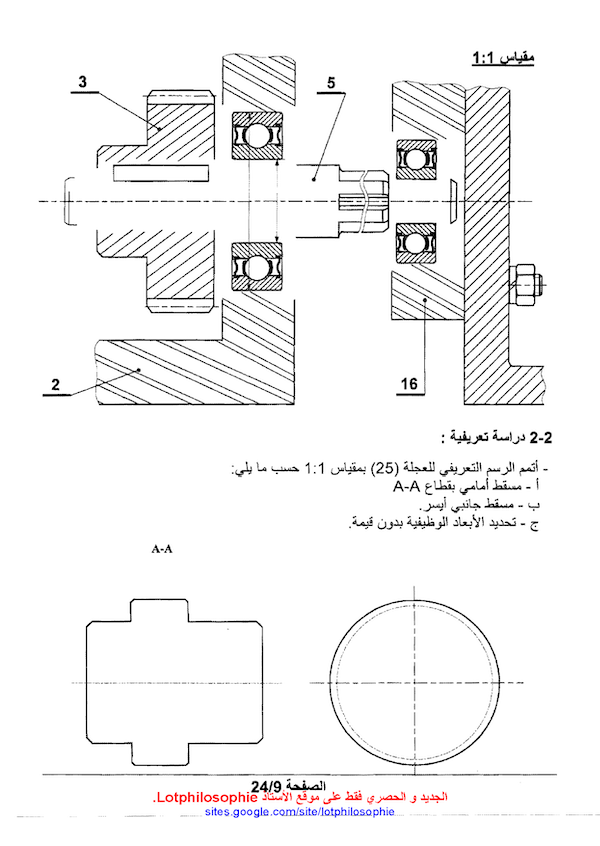 مقياس 1:1
3
5
2
16
2-2 دراسة تعريفية :
- أتمم الرسم التعريفي للعجلة (25) بمقياس 1:1 حسب ما يلي:
أ - مسقط أمامي بقطاع A-A
ب - مسقط جانبي أيسر.
ج - تحديد الأبعاد الوظيفية بدون قيمة.
A-A
الصفحة 24/9
الجديد و الحصري فقط على موقع الأستاذ Lotphilosophie.
sites.google.com/site/lotphilosophie